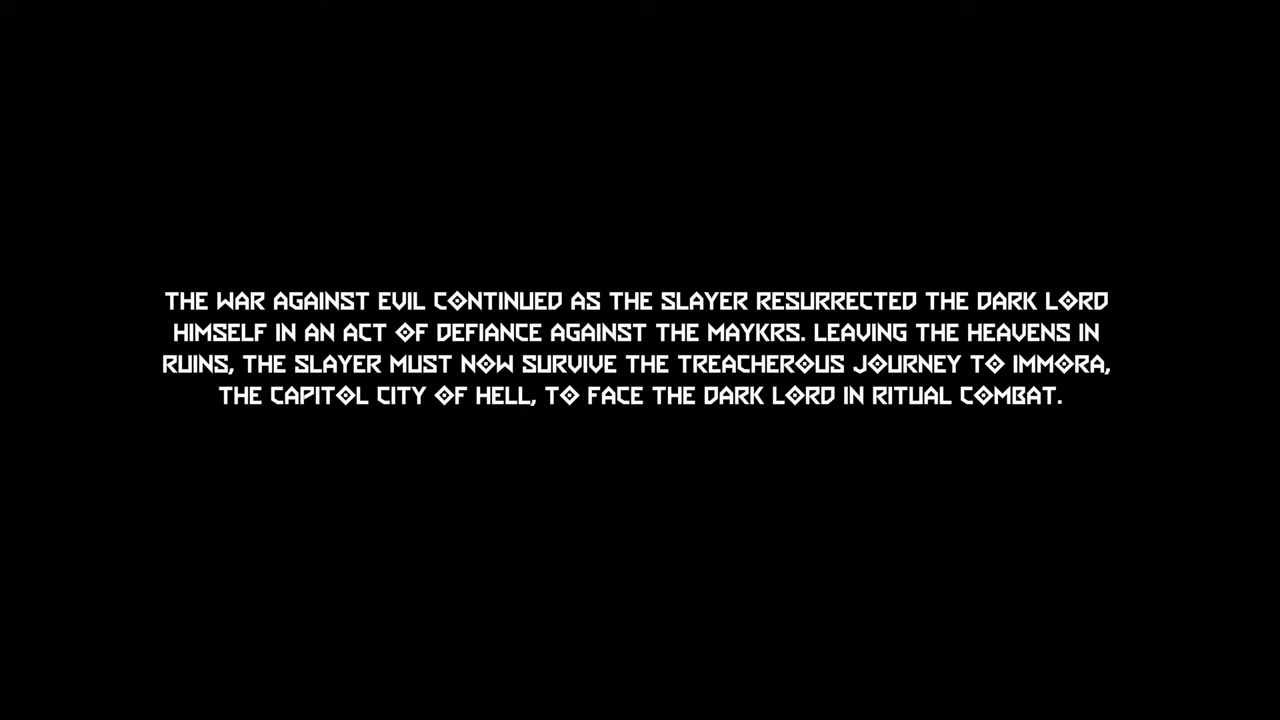 THE WAR AGAINST EVIL CONTINUED AS THE SLAYER RESURRECTED THE DARK LORD
HIMSELF IN AN ACT OF DEFIANCE AGAINST THE MAYKRS. LEAVING THE HEAVENS IN
RUINS, THE SLAYER MUST NOW SURVIVE THE TREACHEROUS JOURNEY TO IMMORA,
THE CAPITOL CITY OF HELL, TO FACE THE DARK LORD IN RITUAL COMBAT.